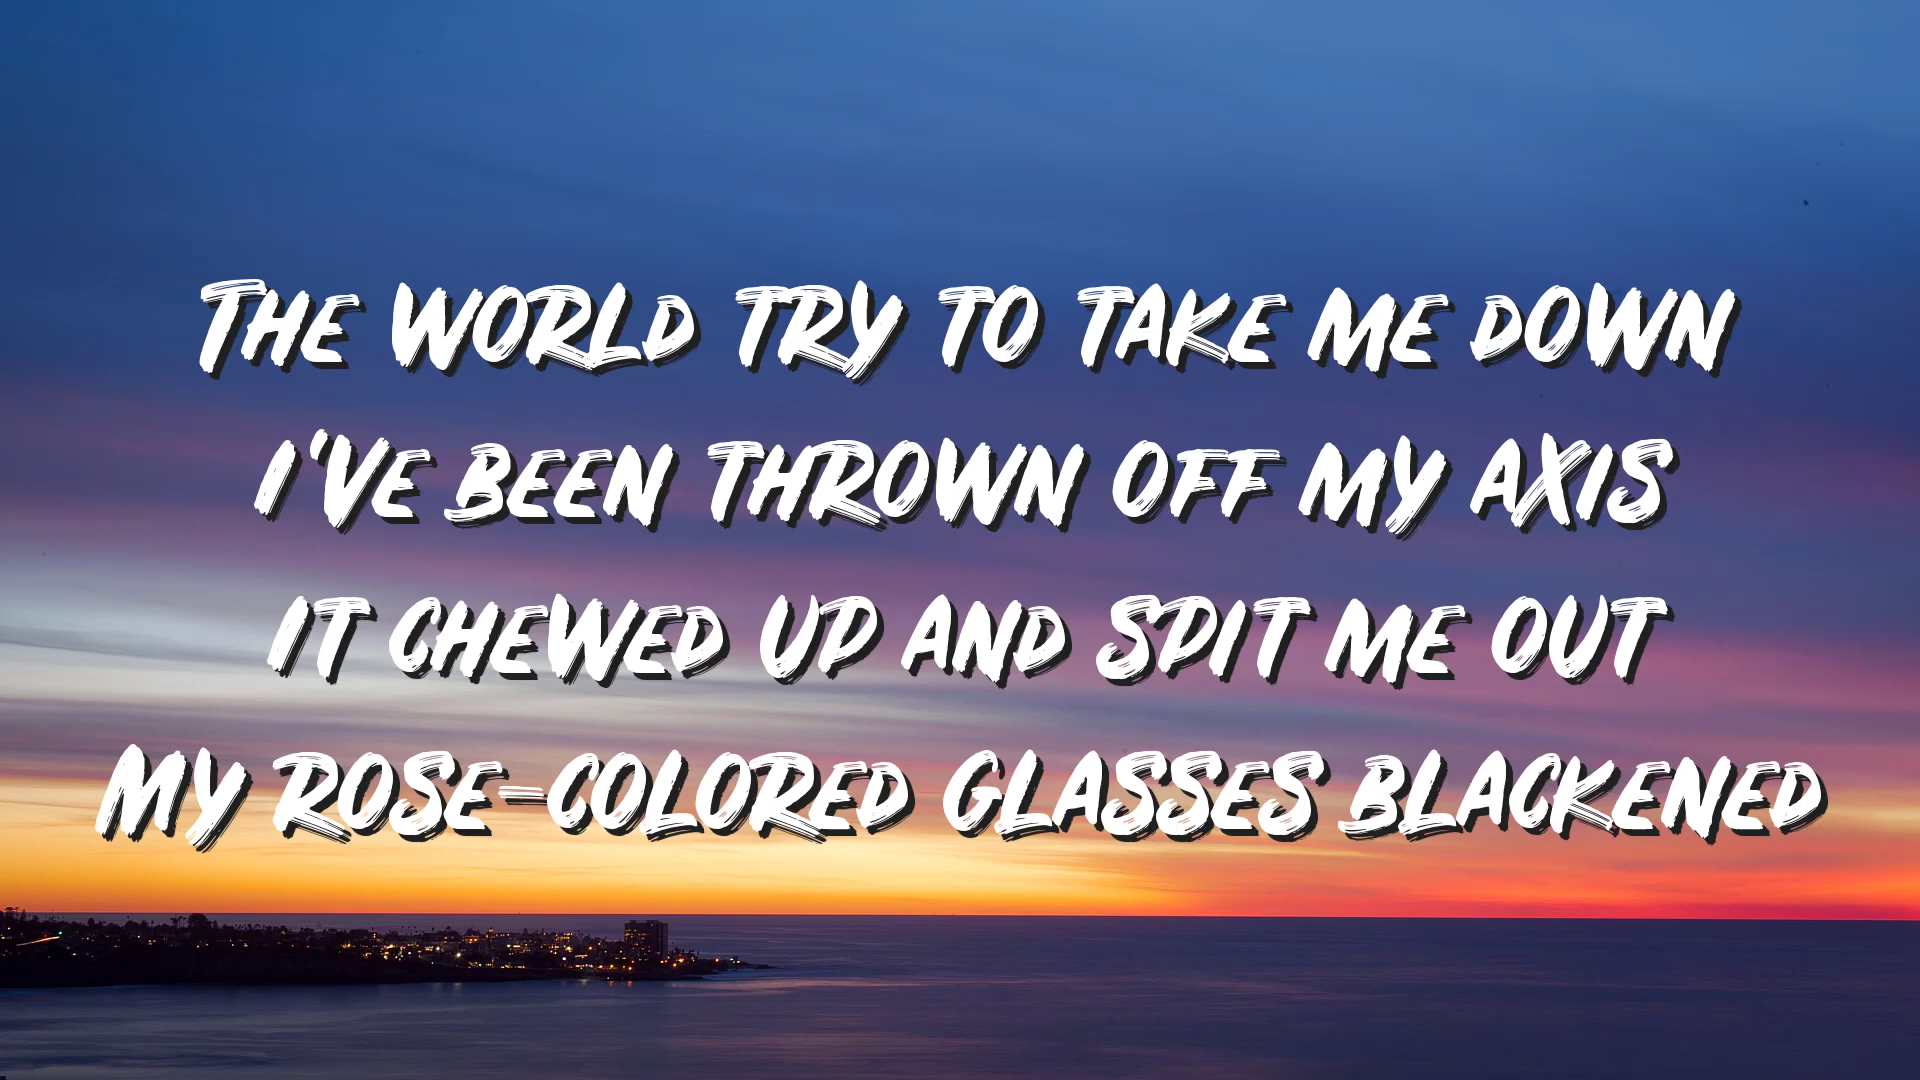 The world try to take me down
I've been thrown off my axis
It chewed up and spit me out
My rose-colored glasses blackened